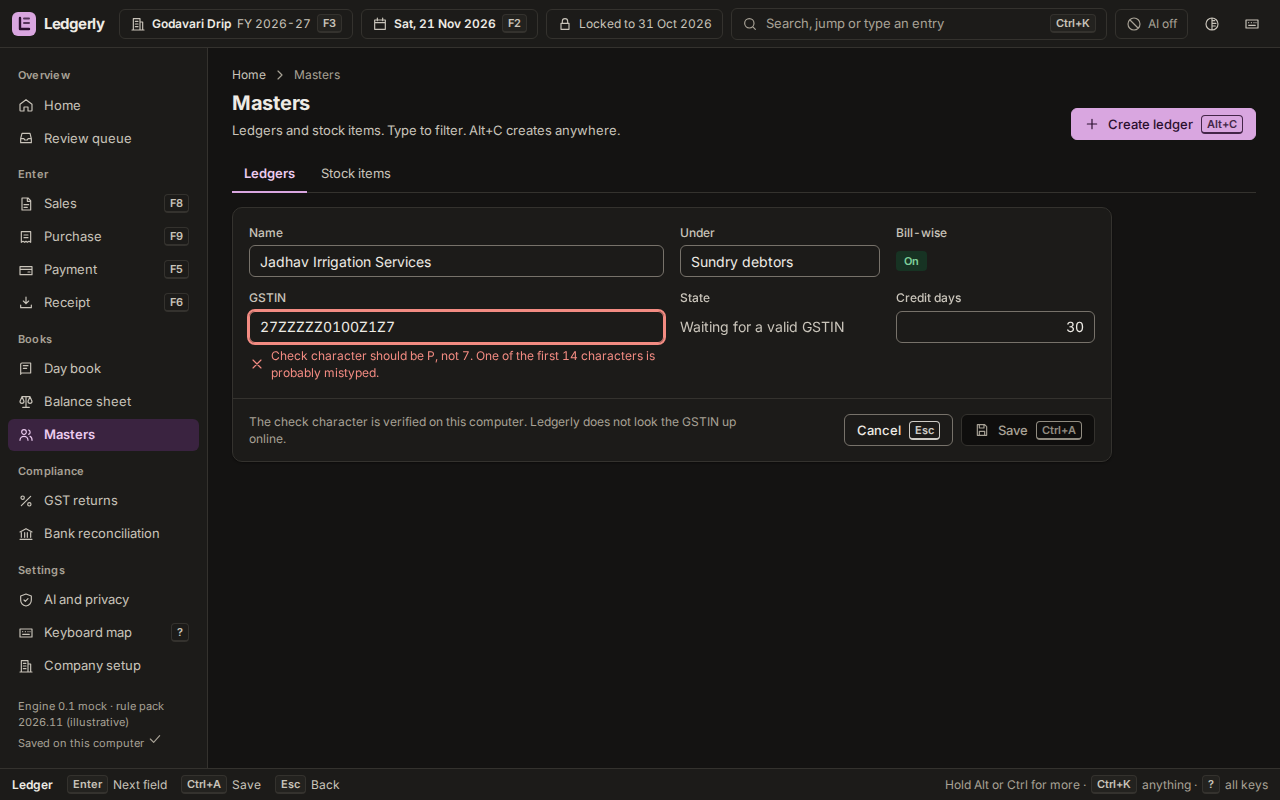 Ledgerly
Godavari Drip FY 2026-27 F3
Sat, 21 Nov 2026 F2
Locked to 31 Oct 2026
Search, jump or type an entry Ctrl+K
AI off
Overview
Home
Review queue
Enter
Sales F8
Purchase F9
Payment F5
Receipt F6
Books
Day book
Balance sheet
Masters
Compliance
GST returns
Bank reconciliation
Settings
AI and privacy
Keyboard map ?
Company setup
Engine 0.1 mock · rule pack
2026.11 (illustrative)
Saved on this computer
Home Masters
Masters
Ledgers and stock items. Type to filter. Alt+C creates anywhere.
Create ledger Alt+C
Ledgers Stock items
Name Under Bill-wise
Jadhav Irrigation Services Sundry debtors On
GSTIN State Credit days
27ZZZZZ0100Z1Z7 Waiting for a valid GSTIN 30
Check character should be P, not 7. One of the first 14 characters is
probably mistyped.
The check character is verified on this computer. Ledgerly does not look the GSTIN up
online.
Cancel Esc Save Ctrl+A
Ledger Enter Next field Ctrl+A Save Esc Back
Hold Alt or Ctrl for more · Ctrl+K anything · ? all keys